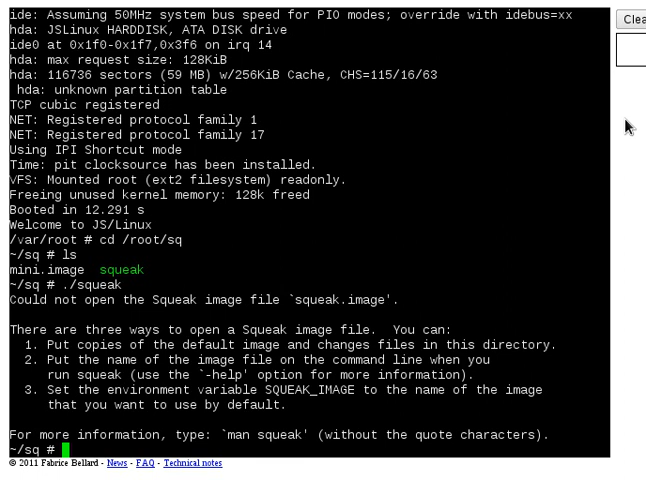 ide: Assuming 50MHz system bus speed for PIO modes; override with idebus=xx
hda: JSLinux HARDDISK, ATA DISK drive
ide0 at 0x1f0-0x1f7,0x3f6 on irq 14
hda: max request size: 128KiB
hda: 116736 sectors (59 MB) w/256KiB Cache, CHS=115/16/63
 hda: unknown partition table
TCP cubic registered
NET: Registered protocol family 1
NET: Registered protocol family 17
Using IPI Shortcut mode
Time: pit clocksource has been installed.
VFS: Mounted root (ext2 filesystem) readonly.
Freeing unused kernel memory: 128k freed
Booted in 12.291 s
Welcome to JS/Linux
/var/root # cd /root/sq
~/sq # ls
mini.image  squeak
~/sq # ./squeak
Could not open the Squeak image file `squeak.image'.
There are three ways to open a Squeak image file.  You can:
  1. Put copies of the default image and changes files in this directory.
  2. Put the name of the image file on the command line when you
     run squeak (use the `-help' option for more information).
  3. Set the environment variable SQUEAK_IMAGE to the name of the image
     that you want to use by default.
For more information, type: `man squeak' (without the quote characters).
~/sq #
© 2011 Fabrice Bellard - News - FAQ - Technical notes